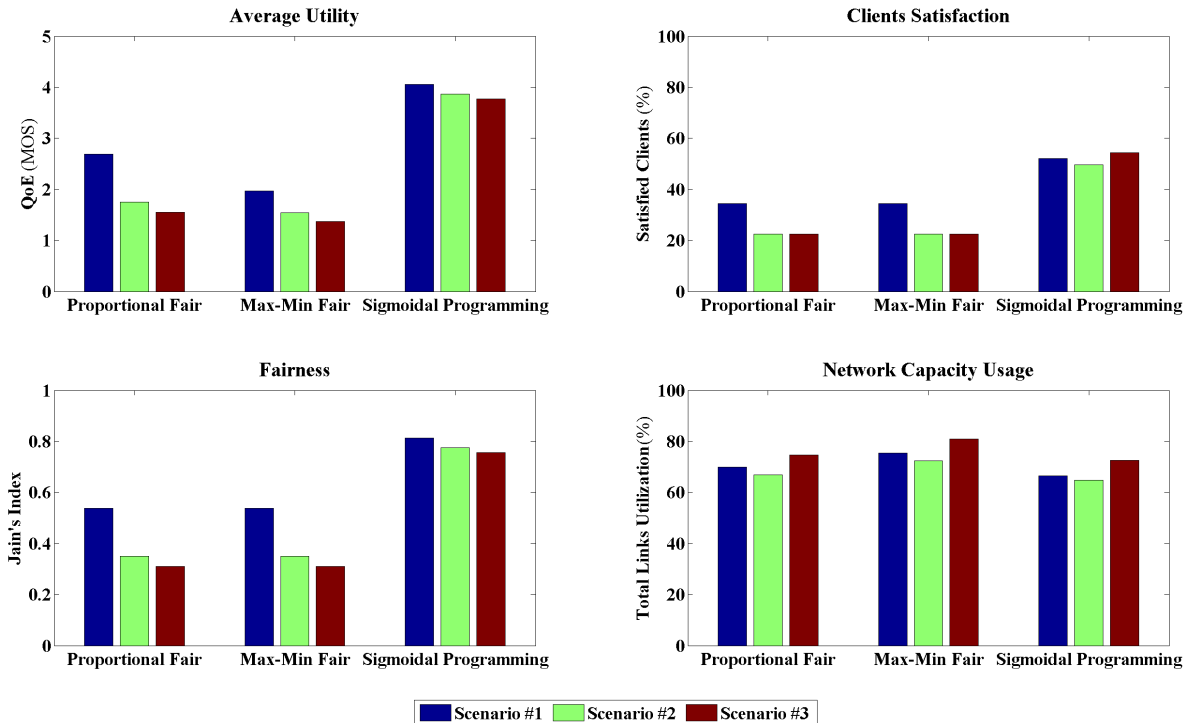 Average Utility
QoE (MOS)
5
4
3
2
1
0
Proportional Fair
Max-Min Fair
Sigmoidal Programming
Clients Satisfaction
Satisfied Clients (%)
100
80
60
40
20
0
Proportional Fair
Max-Min Fair
Sigmoidal Programming
Fairness
Jain's Index
1
0.8
0.6
0.4
0.2
0
Proportional Fair
Max-Min Fair
Sigmoidal Programming
Network Capacity Usage
Total Links Utilization(%)
100
80
60
40
20
0
Proportional Fair
Max-Min Fair
Sigmoidal Programming
Scenario #1
Scenario #2
Scenario #3